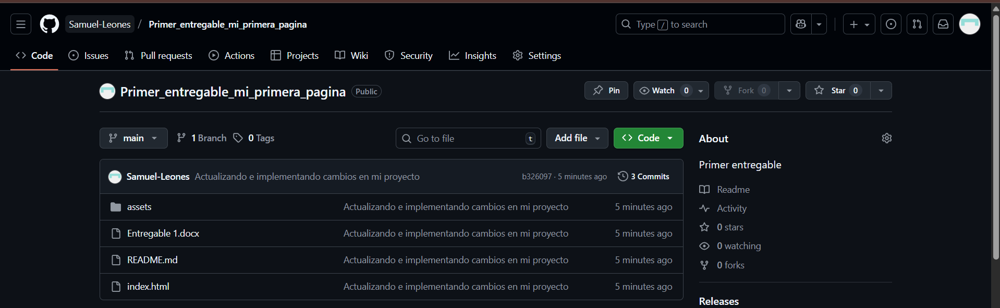 Samuel-Leones / Primer_entregable_mi_primera_pagina
Type / to search
Code Issues Pull requests Actions Projects Wiki Security Insights Settings
Primer_entregable_mi_primera_pagina Public
Pin Watch 0 Fork 0 Star 0
main 1 Branch 0 Tags
Go to file t Add file Code
Samuel-Leones Actualizando e implementando cambios en mi proyecto b326097 · 5 minutes ago 3 Commits
assets Actualizando e implementando cambios en mi proyecto 5 minutes ago
Entregable 1.docx Actualizando e implementando cambios en mi proyecto 5 minutes ago
README.md Actualizando e implementando cambios en mi proyecto 5 minutes ago
index.html Actualizando e implementando cambios en mi proyecto 5 minutes ago
About
Primer entregable
Readme
Activity
0 stars
0 watching
0 forks
Releases